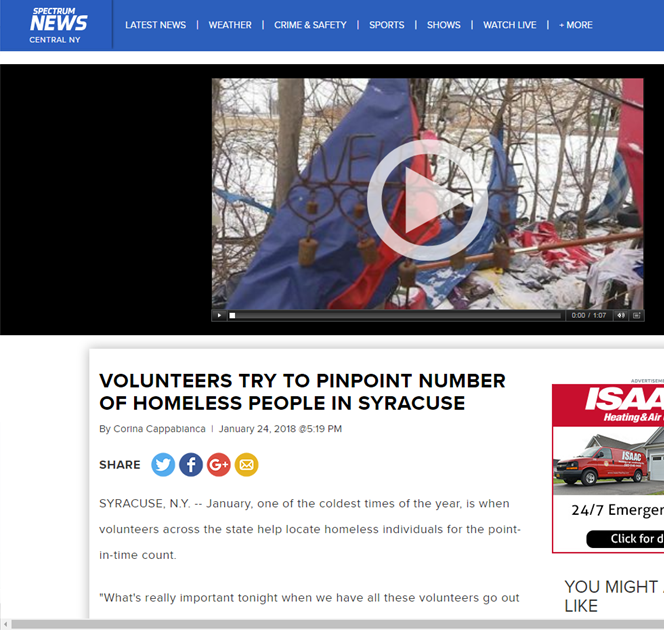 SPECTRUM
NEWS
CENTRAL NY
LATEST NEWS | WEATHER | CRIME & SAFETY | SPORTS | SHOWS | WATCH LIVE | + MORE
WELCOME
0:00 / 1:07
VOLUNTEERS TRY TO PINPOINT NUMBER
OF HOMELESS PEOPLE IN SYRACUSE
By Corina Cappabianca | January 24, 2018 @5:19 PM
SHARE
SYRACUSE, N.Y. -- January, one of the coldest times of the year, is when
volunteers across the state help locate homeless individuals for the point-
in-time count.
"What's really important tonight when we have all these volunteers go out
ADVERTISEME
ISAA
Heating & Air
ISAAC
24/7 Emerger
Click for d
YOU MIGHT
LIKE